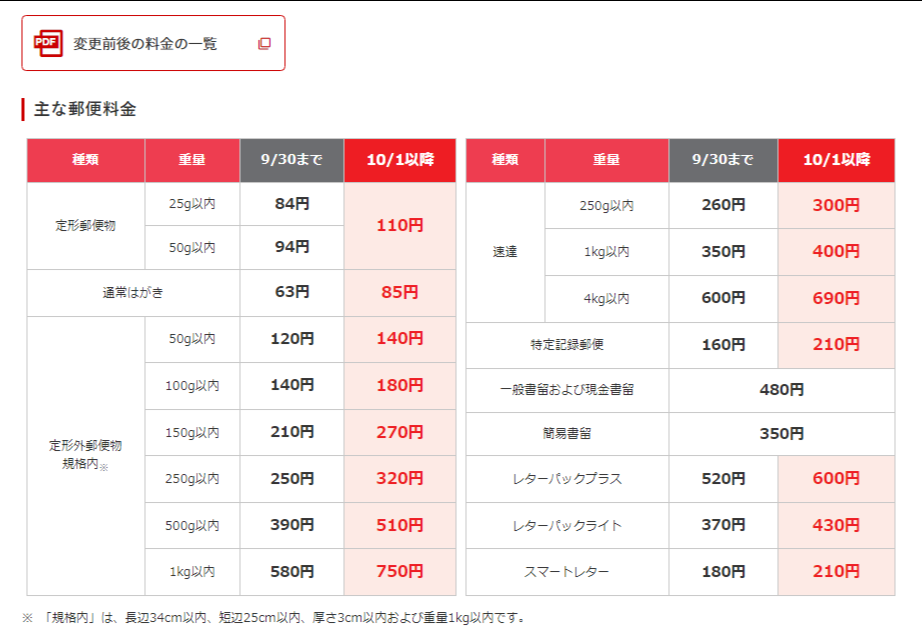 PDF 変更前後の料金の一覧
主な郵便料金
種類 重量 9/30まで 10/1以降
定形郵便物 25g以内 84円 110円
50g以内 94円
通常はがき 63円 85円
定形外郵便物
規格内※
50g以内 120円 140円
100g以内 140円 180円
150g以内 210円 270円
250g以内 250円 320円
500g以内 390円 510円
1kg以内 580円 750円
種類 重量 9/30まで 10/1以降
速達 250g以内 260円 300円
1kg以内 350円 400円
4kg以内 600円 690円
特定記録郵便 160円 210円
一般書留および現金書留 480円
簡易書留 350円
レターパックプラス 520円 600円
レターパックライト 370円 430円
スマートレター 180円 210円
※ 「規格内」は、長辺34cm以内、短辺25cm以内、厚さ3cm以内および重量1kg以内です。